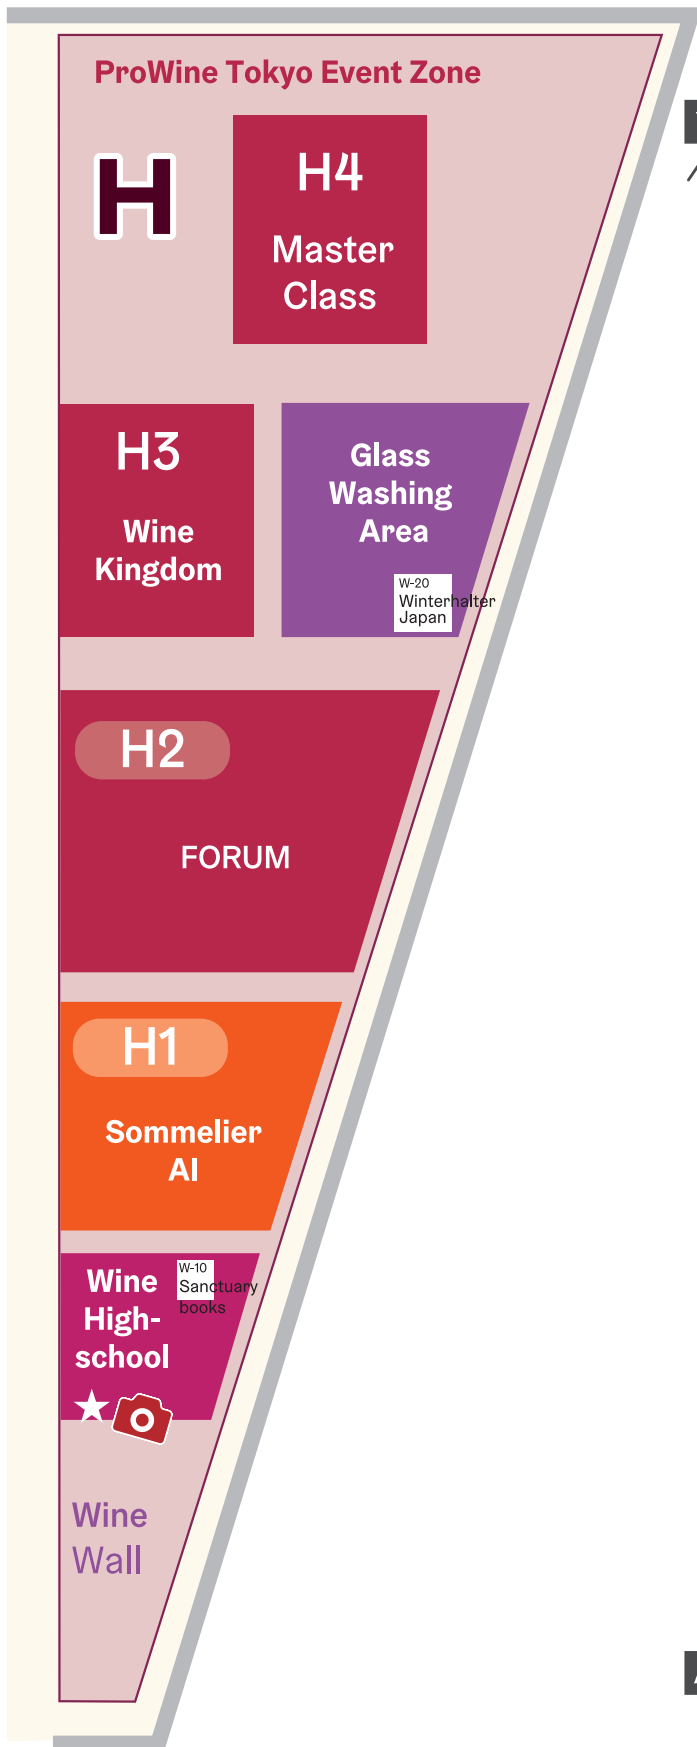 ProWine Tokyo Event Zone
H
H4
Master
Class
H3
Wine
Kingdom
Glass
Washing
Area
W-20
Winterhalter
Japan
H2
FORUM
H1
Sommelier
AI
Wine
High-
school
W-10
Sanctuary
books
Wine
Wall